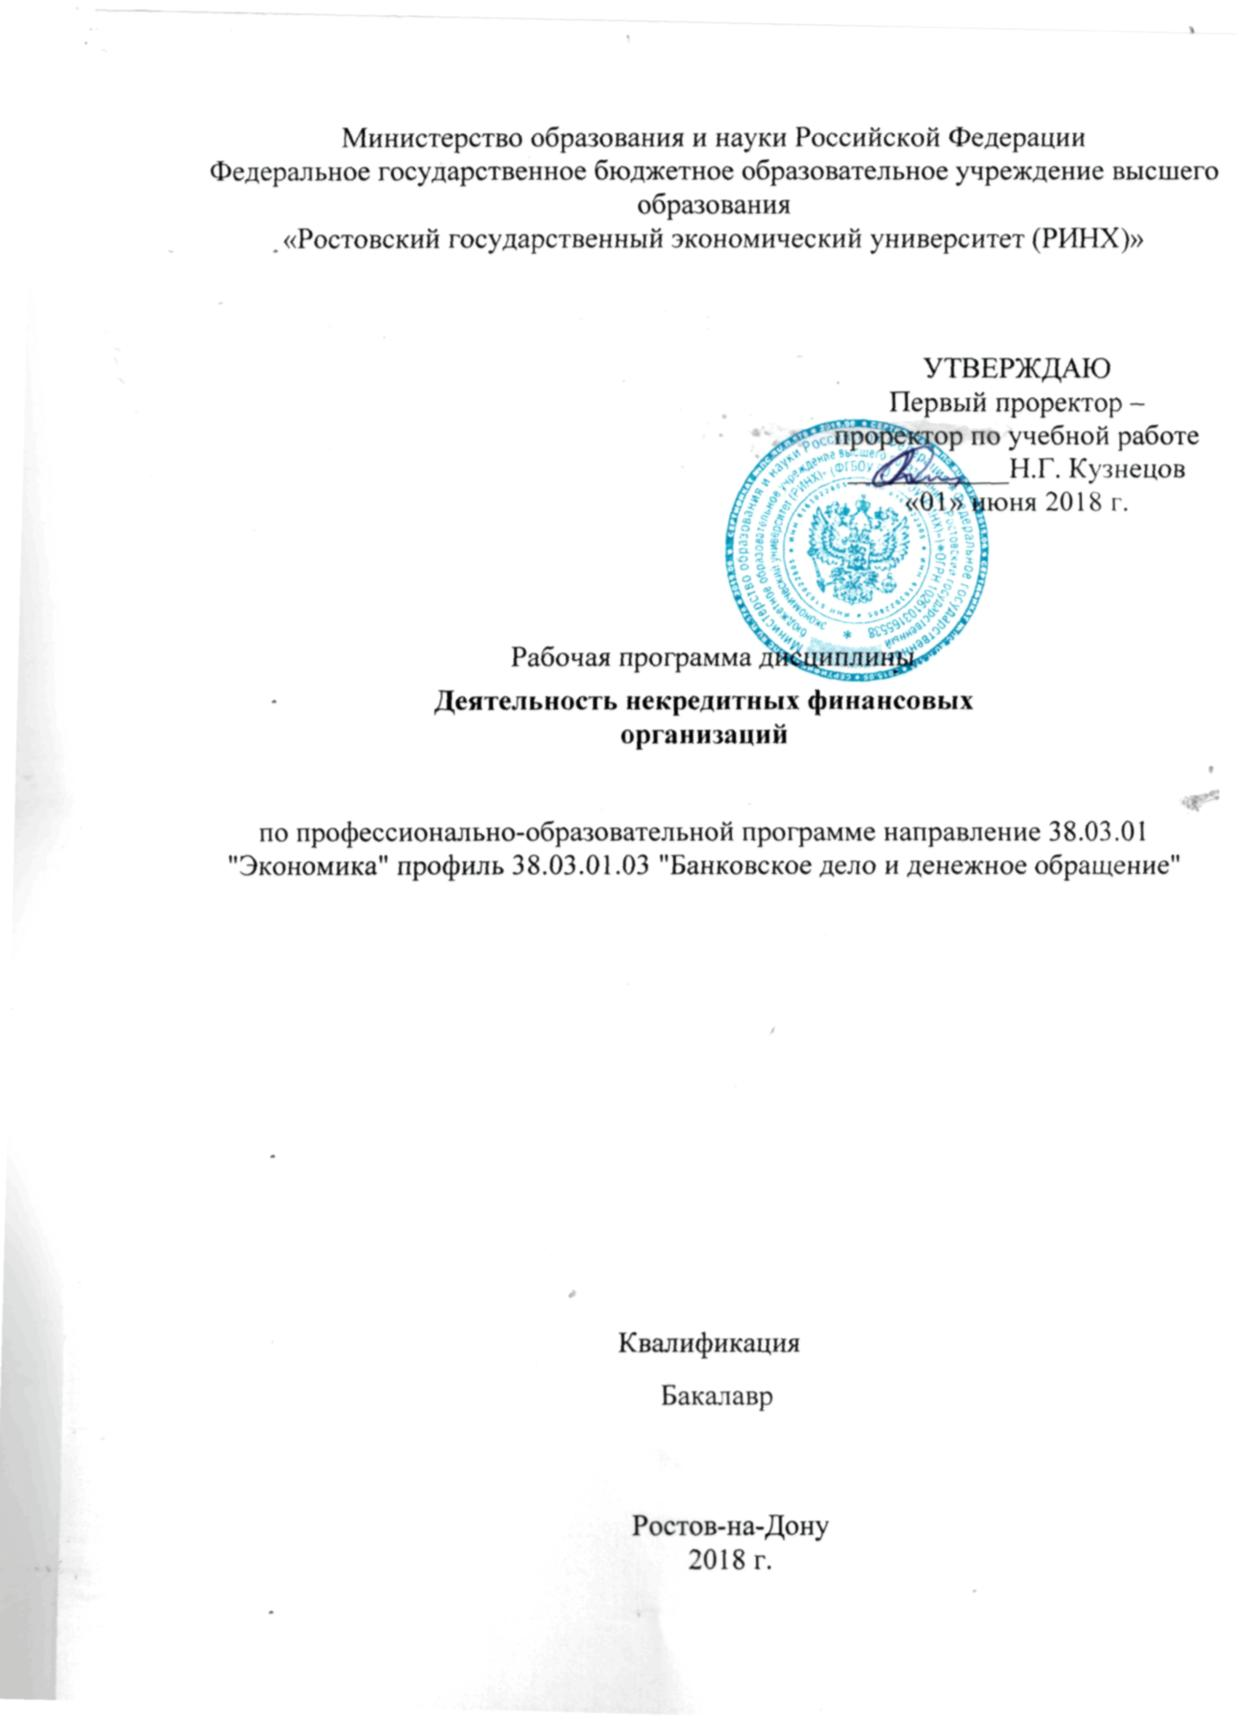 Министерство образования и науки Российской Федерации
Федеральное государственное бюджетное образовательное учреждение высшего
образования
«Ростовский государственный экономический университет (РИНХ)»
УТВЕРЖДАЮ
Первый проректор –
проректор по учебной работе
Н.Г. Кузнецов
«01» июня 2018 г.
Рабочая программа дисциплины
Деятельность некредитных финансовых
организаций
по профессионально-образовательной программе направление 38.03.01
"Экономика" профиль 38.03.01.03 "Банковское дело и денежное обращение"
Квалификация
Бакалавр
Ростов-на-Дону
2018 г.